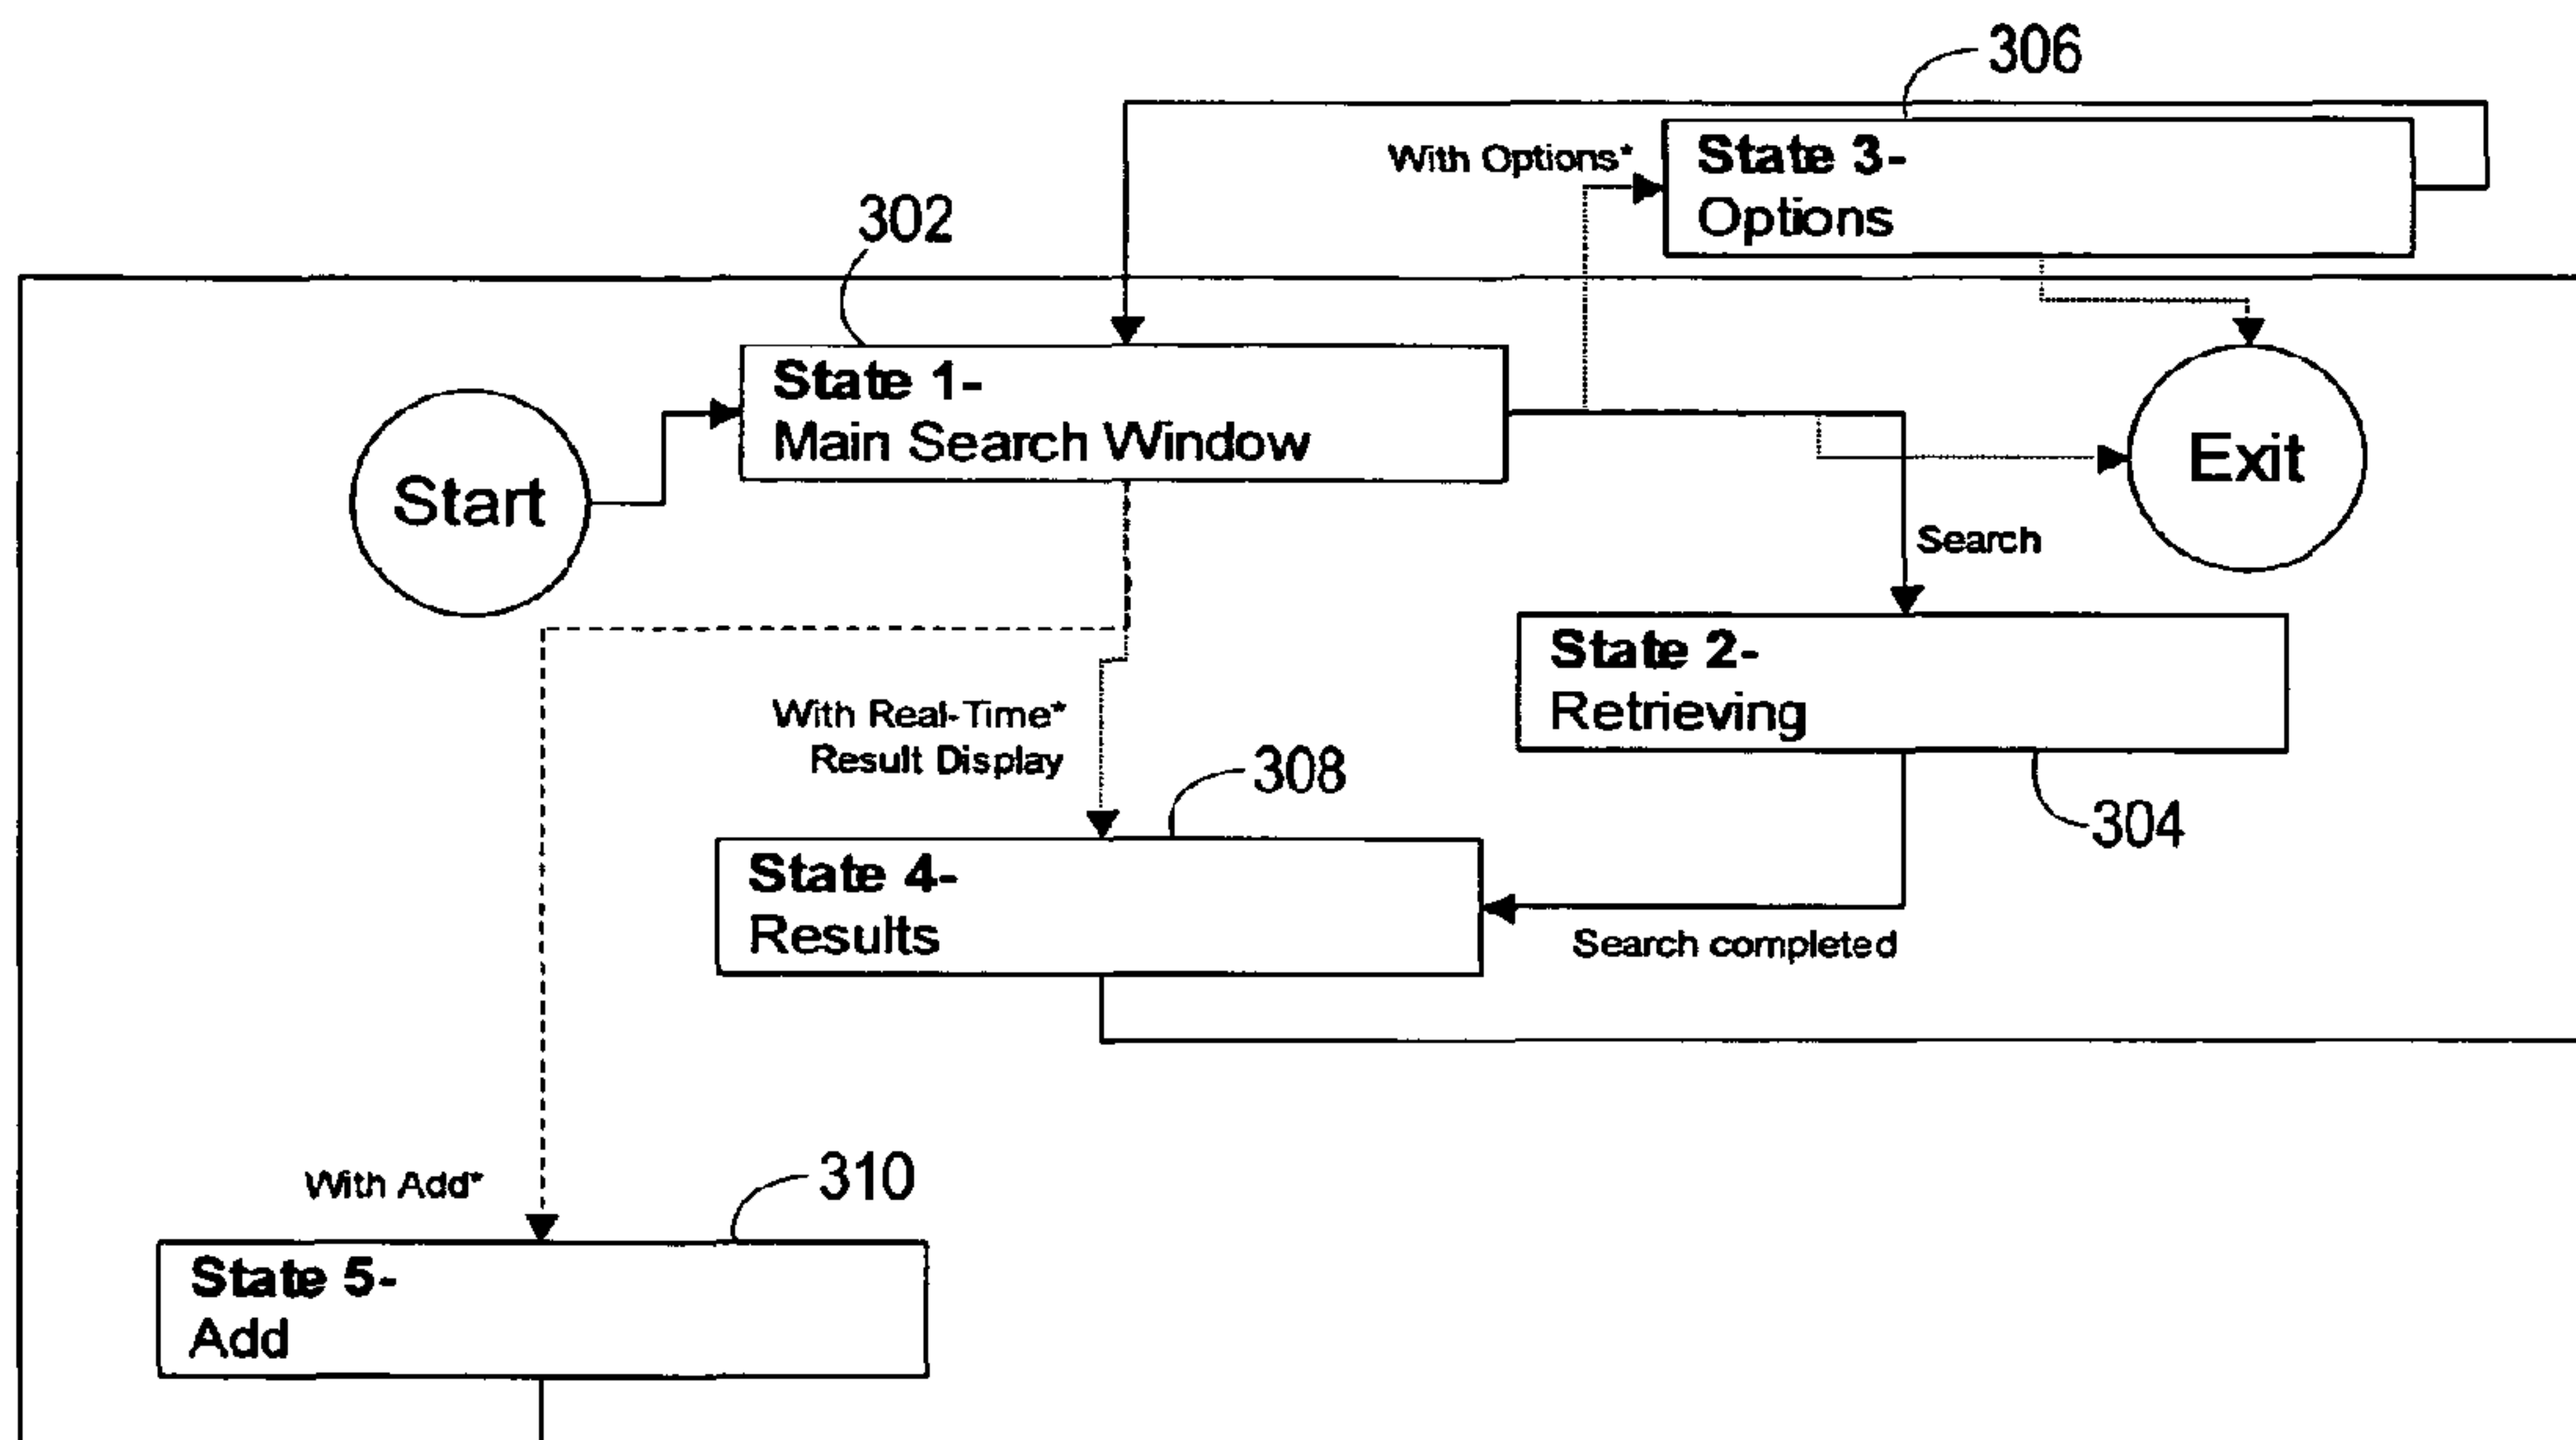 306
With Options*
State 3-
Options
302
State 1-
Main Search Window
Start
Exit
Search
State 2-
Retrieving
With Real-Time*
Result Display
308
304
State 4-
Results
Search completed
With Add*
310
State 5-
Add